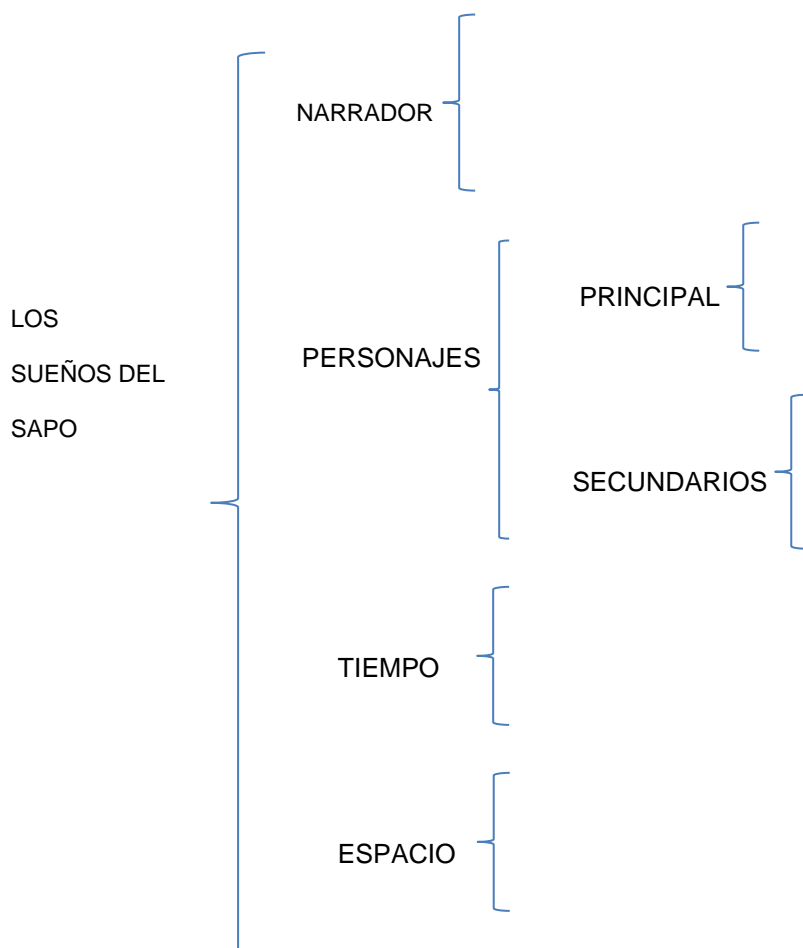 LOS
SUEÑOS DEL
SAPO
NARRADOR
PERSONAJES
PRINCIPAL
SECUNDARIOS
TIEMPO
ESPACIO